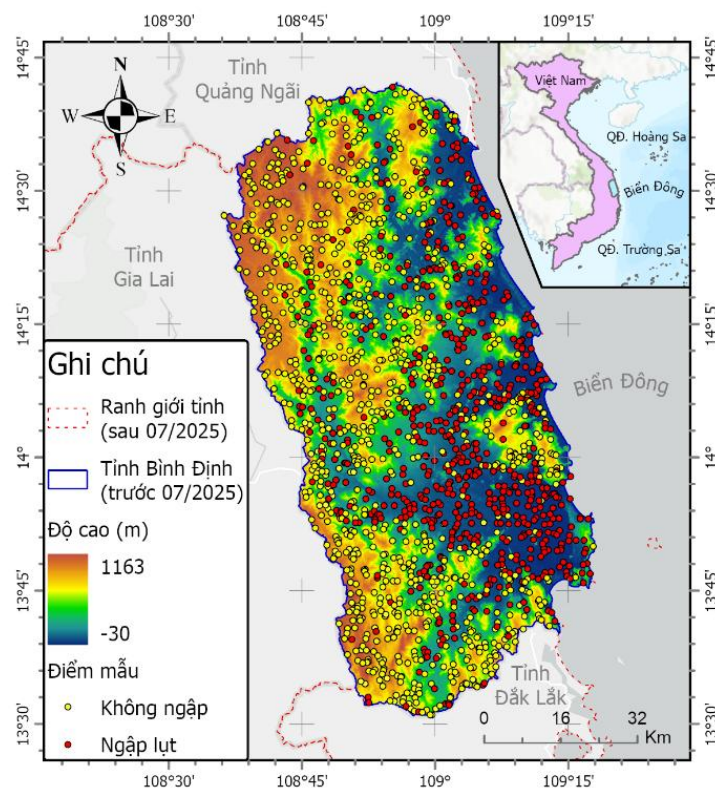 108°30' 108°45' 109° 109°15'
14°45'
14°30'
14°15'
14°
13°45'
13°30'
N
W E
S
Tỉnh
Quảng Ngãi
Việt Nam
QĐ. Hoàng Sa
Biển Đông
QĐ. Trường Sa
Tỉnh
Gia Lai
Biển Đông
Ghi chú
Ranh giới tỉnh
(sau 07/2025)
Tỉnh Bình Định
(trước 07/2025)
Độ cao (m)
1163
-30
Điểm mẫu
Không ngập
Ngập lụt
Tỉnh
Đắk Lắk
0 16 32
Km
14°45'
14°30'
14°15'
14°
13°45'
13°30'
108°30' 108°45' 109° 109°15'